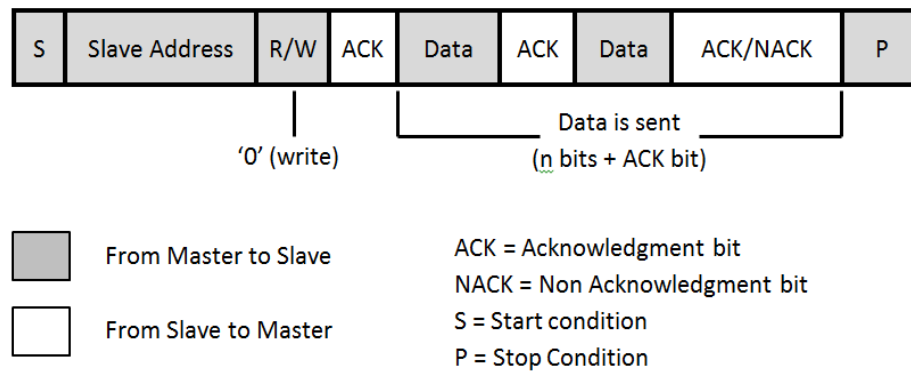 S Slave Address R/W ACK Data ACK Data ACK/NACK P
‘0’ (write)
Data is sent
(n bits + ACK bit)
From Master to Slave
From Slave to Master
ACK = Acknowledgment bit
NACK = Non Acknowledgment bit
S = Start condition
P = Stop Condition